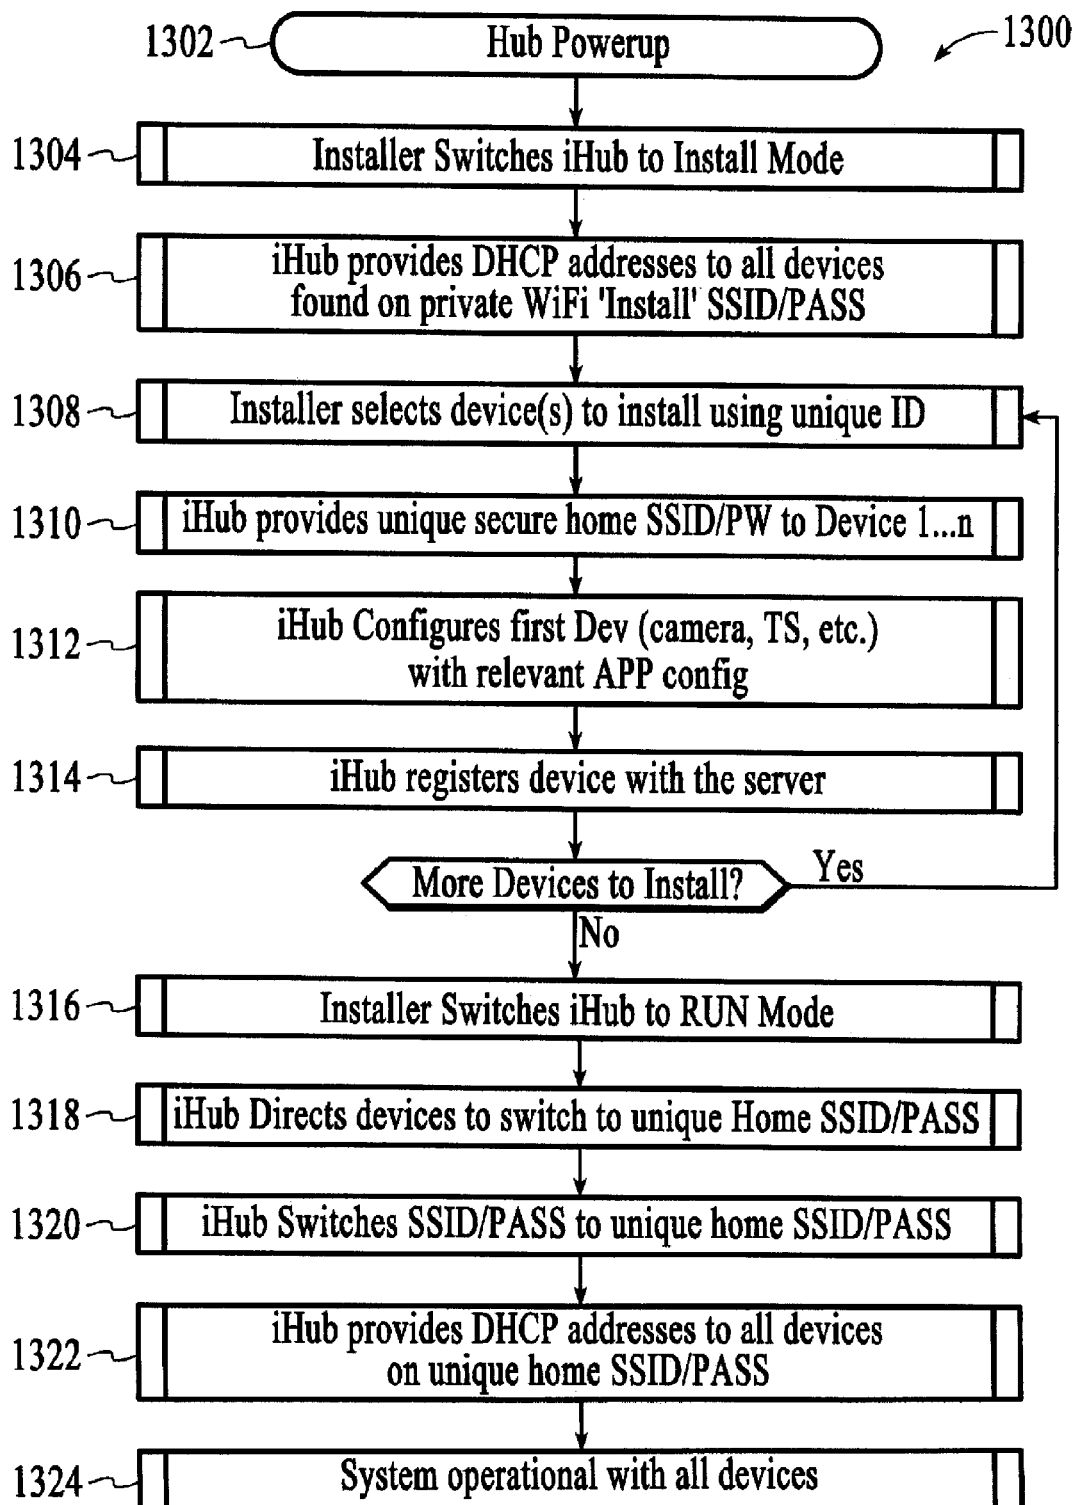 1302
Hub Powerup
1300
1304
Installer Switches iHub to Install Mode
1306
iHub provides DHCP addresses to all devices
found on private WiFi 'Install' SSID/PASS
1308
Installer selects device(s) to install using unique ID
1310
iHub provides unique secure home SSID/PW to Device 1...n
1312
iHub Configures first Dev (camera, TS, etc.)
with relevant APP config
1314
iHub registers device with the server
More Devices to Install?
Yes
No
1316
Installer Switches iHub to RUN Mode
1318
iHub Directs devices to switch to unique Home SSID/PASS
1320
iHub Switches SSID/PASS to unique home SSID/PASS
1322
iHub provides DHCP addresses to all devices
on unique home SSID/PASS
1324
System operational with all devices